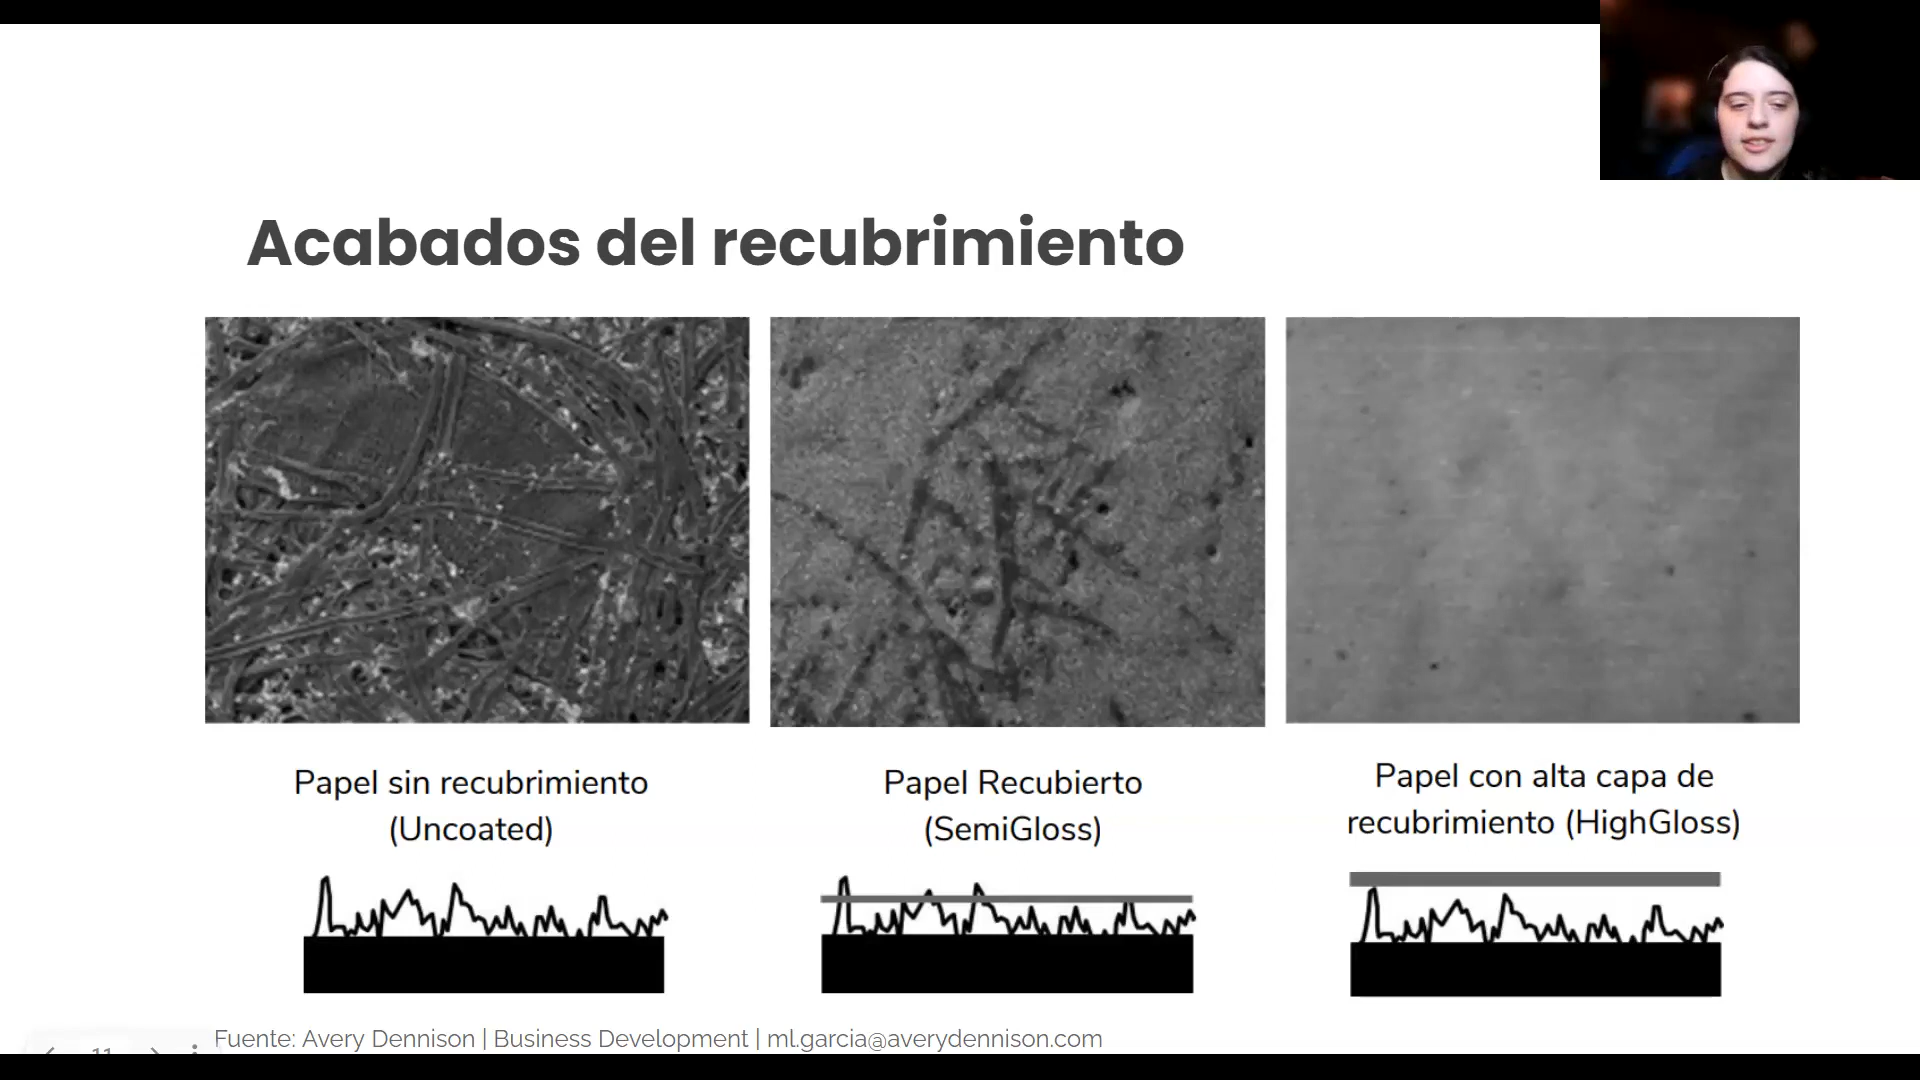 Acabados del recubrimiento
Papel sin recubrimiento
(Uncoated)
Papel Recubierto
(SemiGloss)
Papel con alta capa de
recubrimiento (HighGloss)
Fuente: Avery Dennison | Business Development | ml.garcia@averydennison.com
11